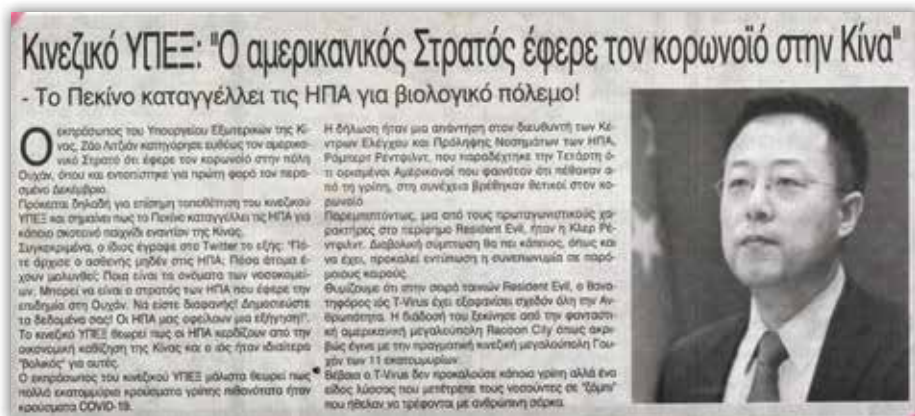 Κινεζικό ΥΠΕΞ: "Ο αμερικανικός Στρατός έφερε τον κορωνοϊό στην Κίνα"
- Το Πεκίνο καταγγέλλει τις ΗΠΑ για βιολογικό πόλεμο!
Ο εκπρόσωπος του Υπουργείου Εξωτερικών της Κί-
νας, Ζάο Λιτζιάν κατηγόρησε ευθέως τον αμερικα-
νικό Στρατό ότι έφερε τον κορωνοϊό στην πόλη
Ουχάν, όπου και εντοπίστηκε για πρώτη φορά τον περα-
σμένο Δεκέμβριο.
Πρόκειται δηλαδή για επίσημη τοποθέτηση του κινεζικού
ΥΠΕΞ και σημαίνει πως το Πεκίνο καταγγέλλει τις ΗΠΑ για
κάποιο σκοτεινό παιχνίδι εναντίον της Κίνας.
Συγκεκριμένα, ο ίδιος έγραψε στο Twitter το εξής: "Πό-
τε άρχισε ο ασθενής μηδέν στις ΗΠΑ; Πόσα άτομα έ-
χουν μολυνθεί; Ποια είναι τα ονόματα των νοσοκομεί-
ων; Μπορεί να είναι ο στρατός των ΗΠΑ που έφερε την
επιδημία στη Ουχάν. Να είστε διαφανής! Δημοσιεύστε
τα δεδομένα σας! Οι ΗΠΑ μας οφείλουν μια εξήγηση!".
Το κινεζικό ΥΠΕΞ θεωρεί πως οι ΗΠΑ κερδίζουν από την
οικονομική καθίζηση της Κίνας και ο ιός ήταν ιδιαίτερα
"βολικός" για αυτές.
Ο εκπρόσωπος του κινεζικού ΥΠΕΞ μάλιστα θεωρεί πως
πολλά εκατομμύρια κρούσματα γρίπης πιθανότατα ήταν
κρούσματα COVID-19.
Η δήλωση ήταν μια απάντηση στον διευθυντή των Κέ-
ντρων Ελέγχου και Πρόληψης Νοσημάτων των ΗΠΑ,
Ρόμπερτ Ρέντφιλντ, που παραδέχτηκε την Τετάρτη ό-
τι ορισμένοι Αμερικανοί που φαινόταν ότι πέθαναν α-
πό τη γρίπη, στη συνέχεια βρέθηκαν θετικοί στον κο-
ρωνοϊό
Παρεμπιπτόντως, μια από τους πρωταγωνιστικούς χα-
ρακτήρες στο περίφημο Resident Evil, ήταν η Κλερ Ρέ-
ντφιλντ. Διαβολική σύμπτωση θα πει κάποιος, όπως και
να έχει, προκαλεί εντύπωση η συνεπωνυμία σε παρό-
μοιους καιρούς.
Θυμίζουμε ότι στην σειρά ταινιών Resident Evil, ο θανα-
τηφόρος ιός T-Virus έχει εξαφανίσει σχεδόν όλη την Αν-
θρωπότητα. Η διάδοσή του ξεκίνησε από την φανταστι-
κή αμερικανική μεγαλούπολη Racoon City όπως ακρι-
βώς έγινε με την πραγματική κινεζική μεγαλούπολη Γου-
χάν των 11 εκατομμυρίων.
Βέβαια ο T-Virus δεν προκαλούσε κάποια γρίπη αλλά ένα
είδος λύσσας που μετέτρεπε τους νοσούντες σε "ζόμπι"
που ήθελαν να τρέφονται με ανθρώπινη σάρκα.